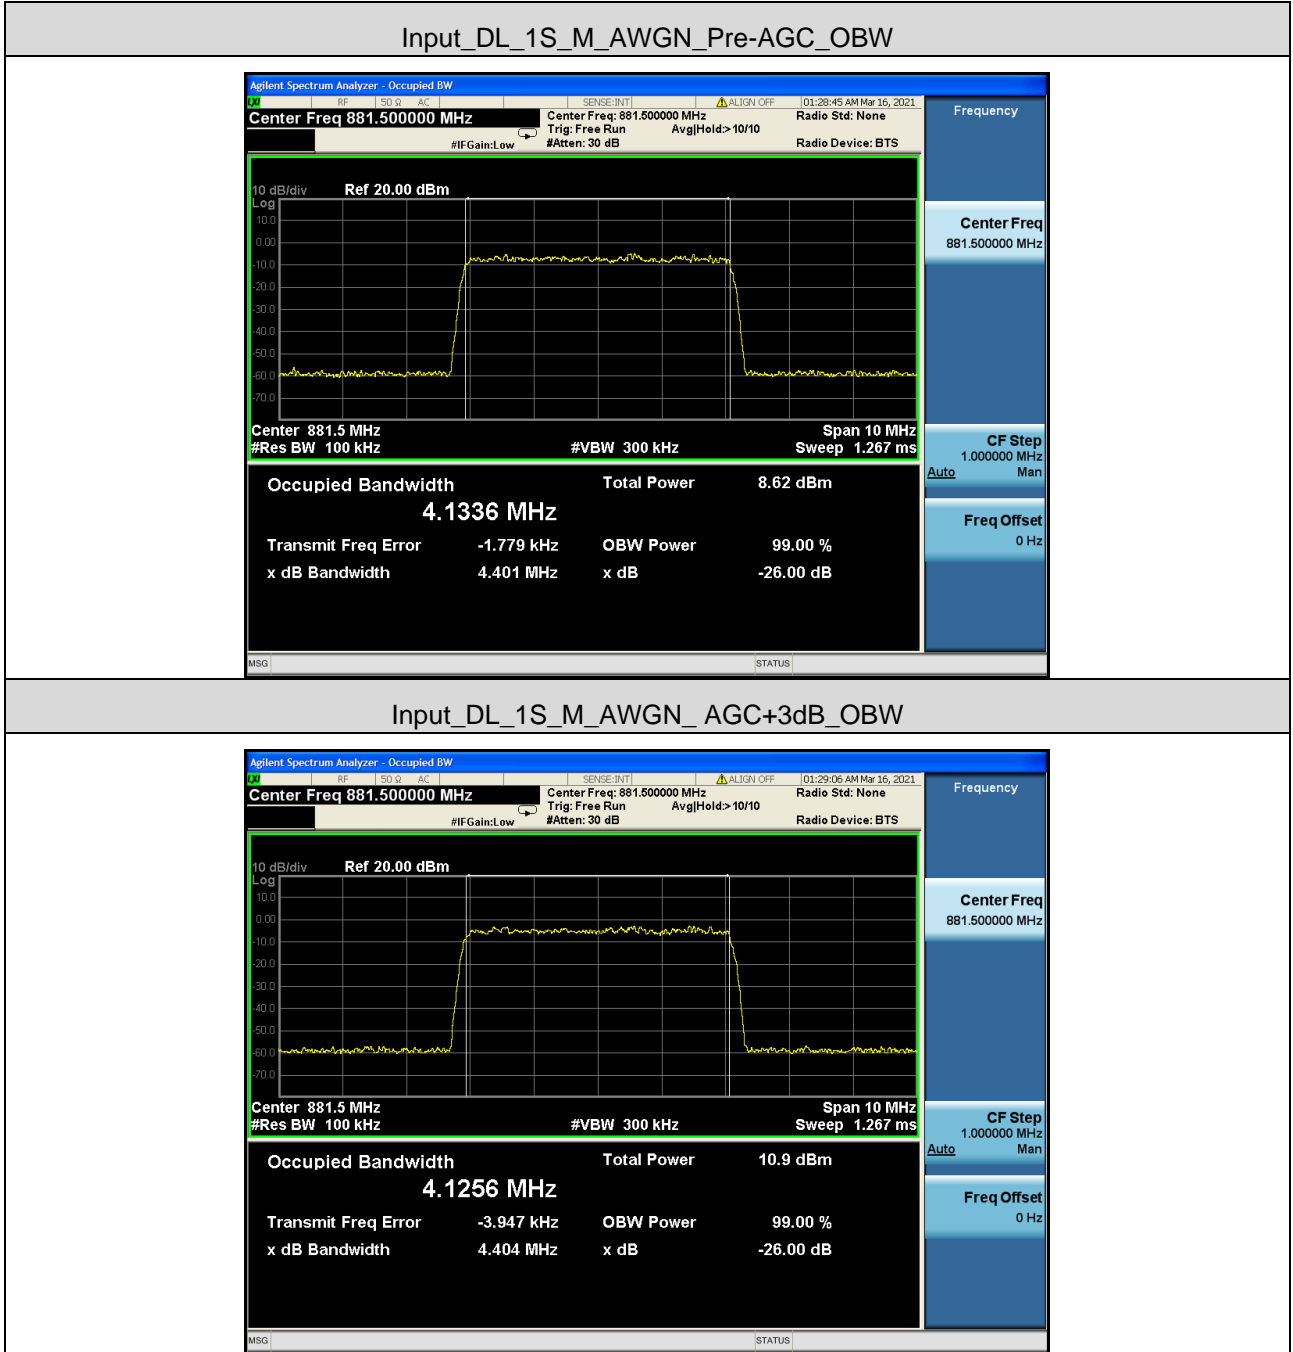 Input_DL_1S_M_AWGN_Pre-AGC_OBW
Agilent Spectrum Analyzer - Occupied BW
LXI RF 50 Ω AC SENSE:INT ALIGN OFF 01:28:45 AM Mar 16, 2021
Center Freq 881.500000 MHz
Center Freq: 881.500000 MHz Radio Std: None
Trig: Free Run Avg|Hold:>10/10
#IFGain:Low #Atten: 30 dB Radio Device: BTS
Frequency
10 dB/div Ref 20.00 dBm
Log
10.0
0.00
-10.0
-20.0
-30.0
-40.0
-50.0
-60.0
-70.0
Center 881.5 MHz Span 10 MHz
#Res BW 100 kHz #VBW 300 kHz Sweep 1.267 ms
Center Freq
881.500000 MHz
CF Step
1.000000 MHz
Auto Man
Freq Offset
0 Hz
Occupied Bandwidth Total Power 8.62 dBm
4.1336 MHz
Transmit Freq Error -1.779 kHz OBW Power 99.00 %
x dB Bandwidth 4.401 MHz x dB -26.00 dB
MSG STATUS
Input_DL_1S_M_AWGN_ AGC+3dB_OBW
Agilent Spectrum Analyzer - Occupied BW
LXI RF 50 Ω AC SENSE:INT ALIGN OFF 01:29:06 AM Mar 16, 2021
Center Freq 881.500000 MHz
Center Freq: 881.500000 MHz Radio Std: None
Trig: Free Run Avg|Hold:>10/10
#IFGain:Low #Atten: 30 dB Radio Device: BTS
Frequency
10 dB/div Ref 20.00 dBm
Log
10.0
0.00
-10.0
-20.0
-30.0
-40.0
-50.0
-60.0
-70.0
Center 881.5 MHz Span 10 MHz
#Res BW 100 kHz #VBW 300 kHz Sweep 1.267 ms
Center Freq
881.500000 MHz
CF Step
1.000000 MHz
Auto Man
Freq Offset
0 Hz
Occupied Bandwidth Total Power 10.9 dBm
4.1256 MHz
Transmit Freq Error -3.947 kHz OBW Power 99.00 %
x dB Bandwidth 4.404 MHz x dB -26.00 dB
MSG STATUS